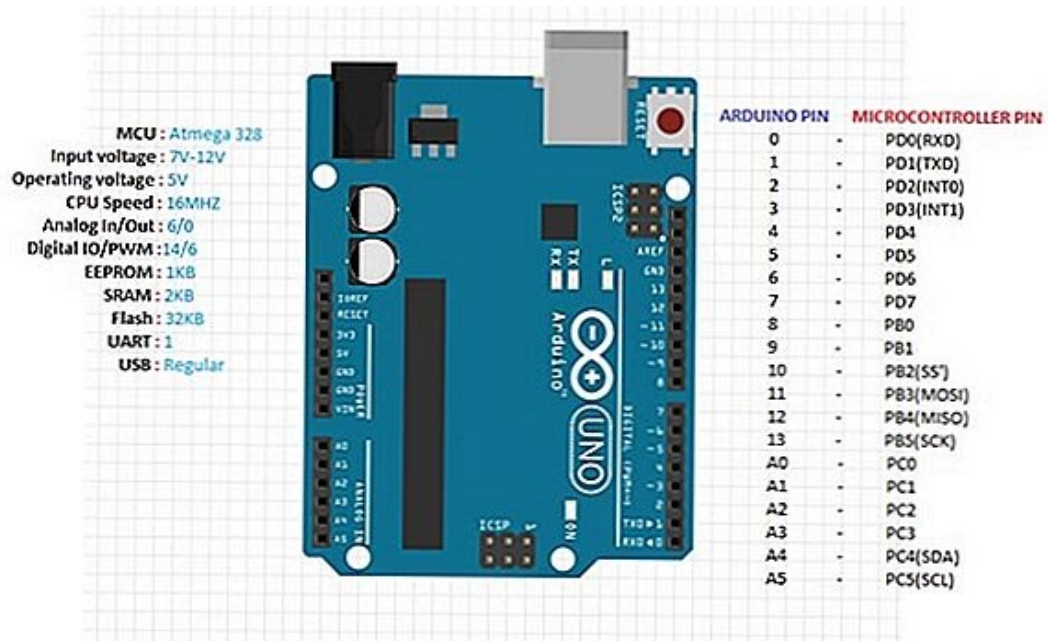 MCU : Atmega 328
Input voltage : 7V-12V
Operating voltage : 5V
CPU Speed : 16MHZ
Analog In/Out : 6/0
Digital IO/PWM :14/6
EEPROM : 1KB
SRAM : 2KB
Flash : 32KB
UART : 1
USB : Regular
RESET
ICSP2
AREF
GND
13
12
~11
~10
~9
8
7
~6
~5
4
~3
2
TXD▶1
RXD◀0
RX
TX
L
IOREF
RESET
3V3
5V
GND
GND
VIN
POWER
A0
A1
A2
A3
A4
A5
ANALOG IN
Arduino™
UNO
ICSP
ON
ARDUINO PIN MICROCONTROLLER PIN
0 - PD0(RXD)
1 - PD1(TXD)
2 - PD2(INT0)
3 - PD3(INT1)
4 - PD4
5 - PD5
6 - PD6
7 - PD7
8 - PB0
9 - PB1
10 - PB2(SS')
11 - PB3(MOSI)
12 - PB4(MISO)
13 - PB5(SCK)
A0 - PC0
A1 - PC1
A2 - PC2
A3 - PC3
A4 - PC4(SDA)
A5 - PC5(SCL)